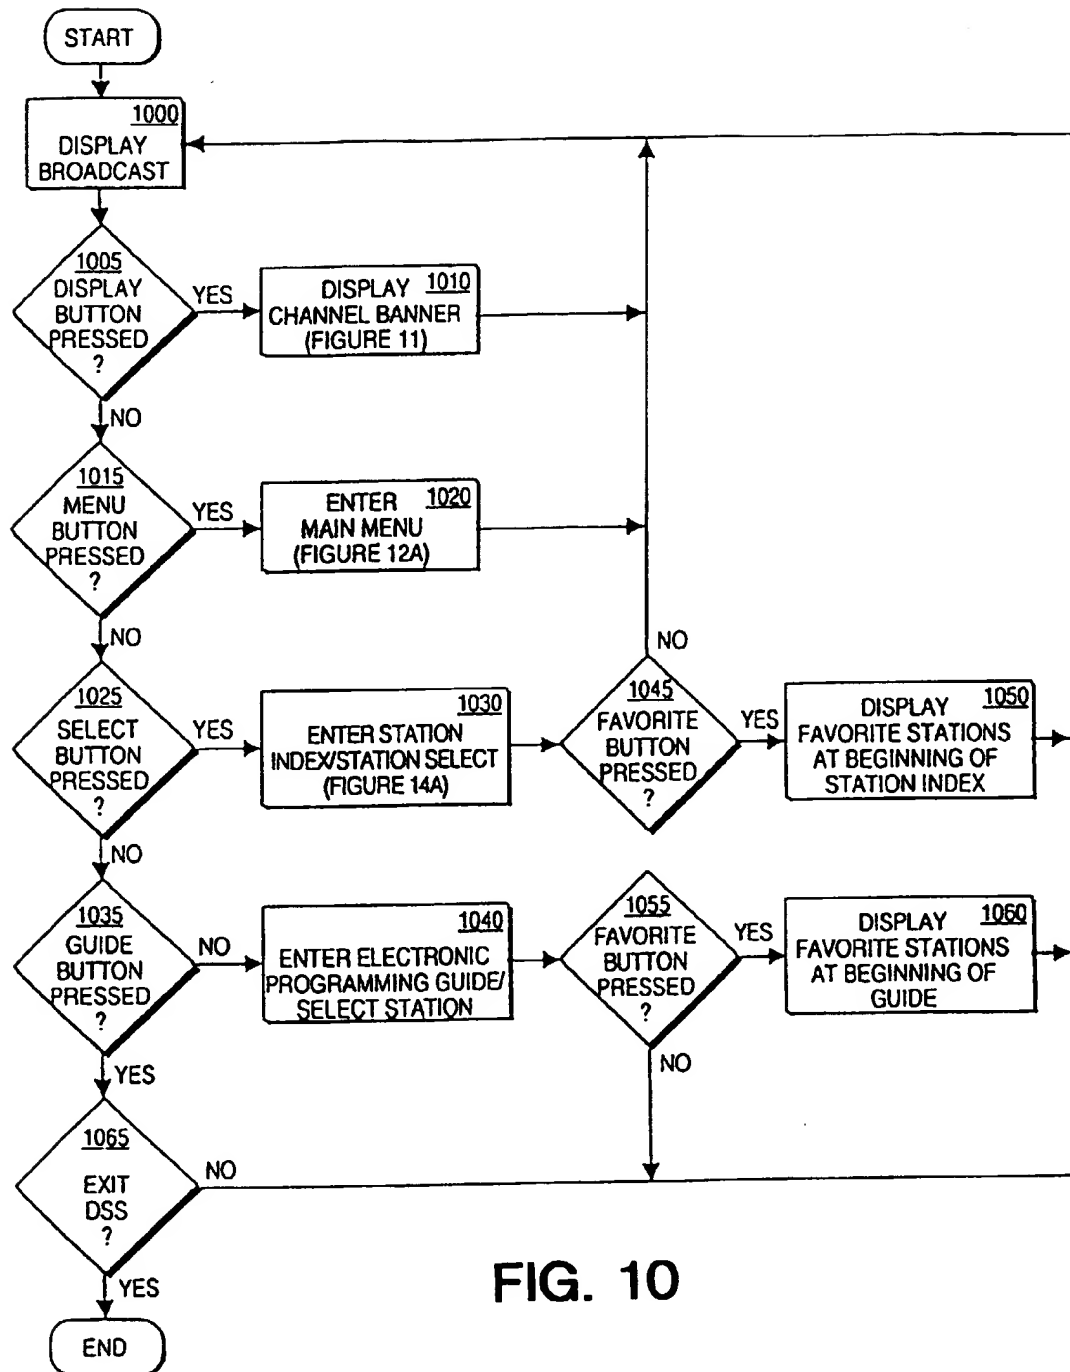 START
1000
DISPLAY
BROADCAST
1005
DISPLAY
BUTTON
PRESSED
?
YES
DISPLAY 1010
CHANNEL BANNER
(FIGURE 11)
NO
1015
MENU
BUTTON
PRESSED
?
YES
ENTER 1020
MAIN MENU
(FIGURE 12A)
NO
1025
SELECT
BUTTON
PRESSED
?
YES
1030
ENTER STATION
INDEX/STATION SELECT
(FIGURE 14A)
NO
1045
FAVORITE
BUTTON
PRESSED
?
YES
DISPLAY 1050
FAVORITE STATIONS
AT BEGINNING OF
STATION INDEX
NO
1035
GUIDE
BUTTON
PRESSED
?
NO
1040
ENTER ELECTRONIC
PROGRAMMING GUIDE/
SELECT STATION
1055
FAVORITE
BUTTON
PRESSED
?
YES
DISPLAY 1060
FAVORITE STATIONS
AT BEGINNING OF
GUIDE
NO
YES
1065
EXIT
DSS
?
NO
YES
END
FIG. 10